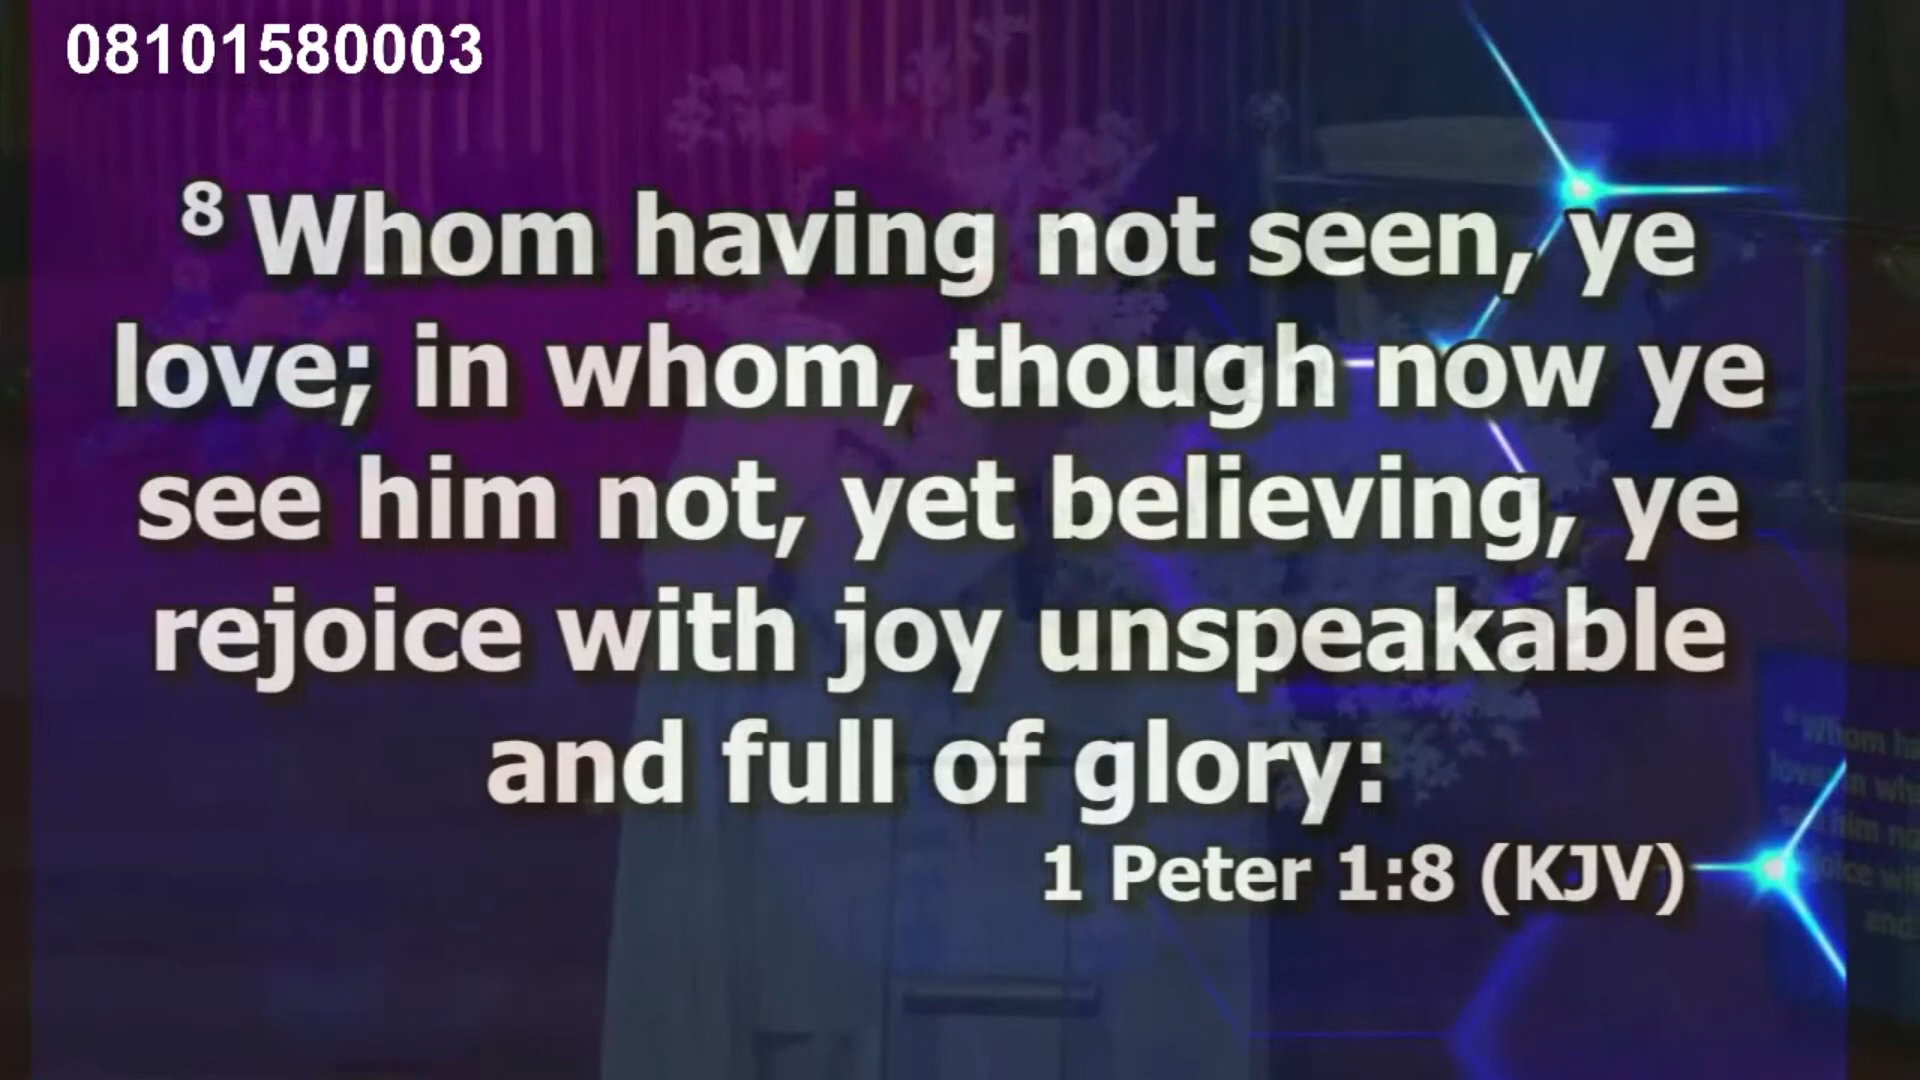 08101580003
8 Whom having not seen, ye
love; in whom, though now ye
see him not, yet believing, ye
rejoice with joy unspeakable
and full of glory:
1 Peter 1:8 (KJV)